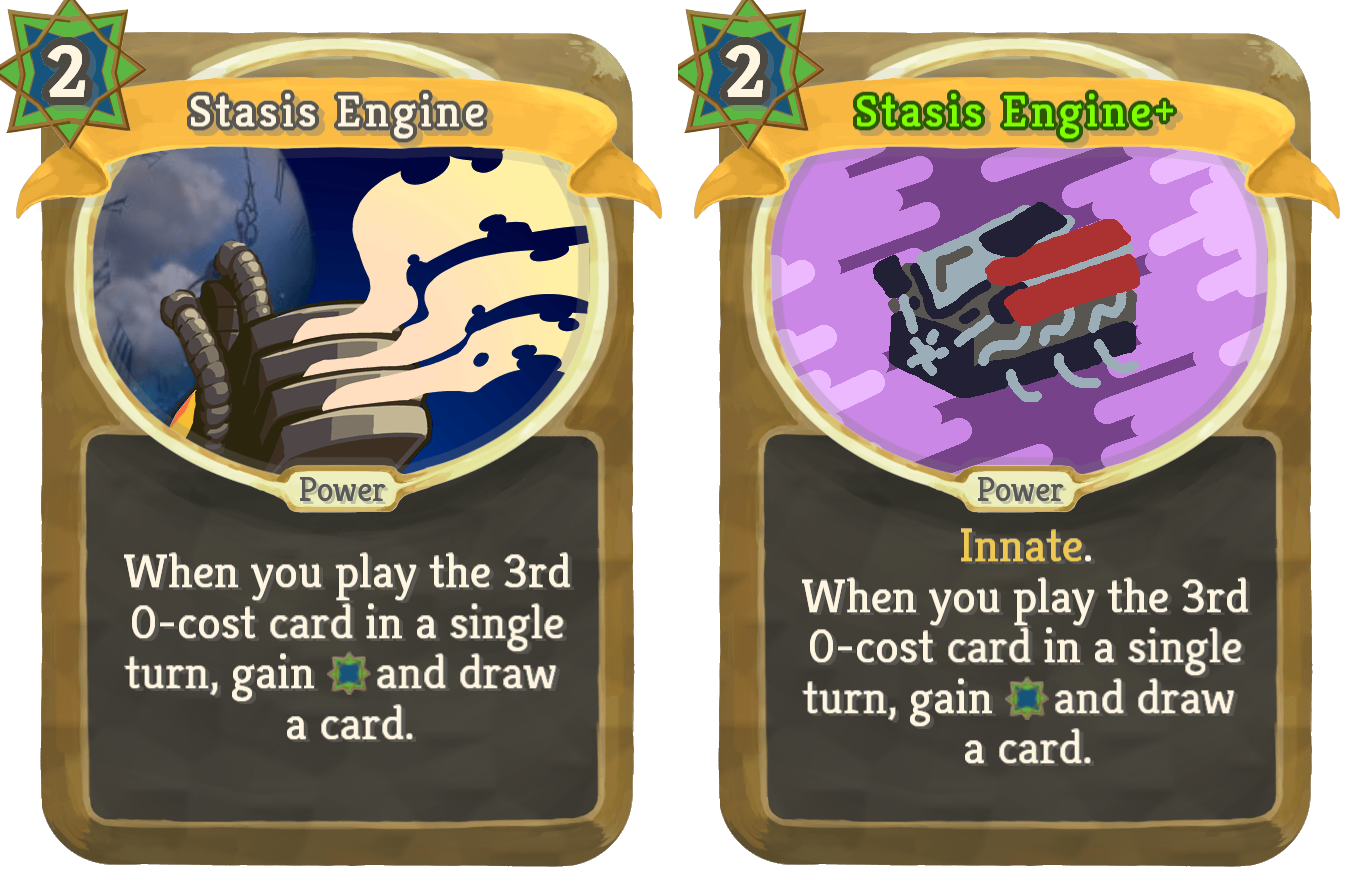 2
Stasis Engine
Power
When you play the 3rd
0-cost card in a single
turn, gain and draw
a card.
2
Stasis Engine+
Power
Innate.
When you play the 3rd
0-cost card in a single
turn, gain and draw
a card.